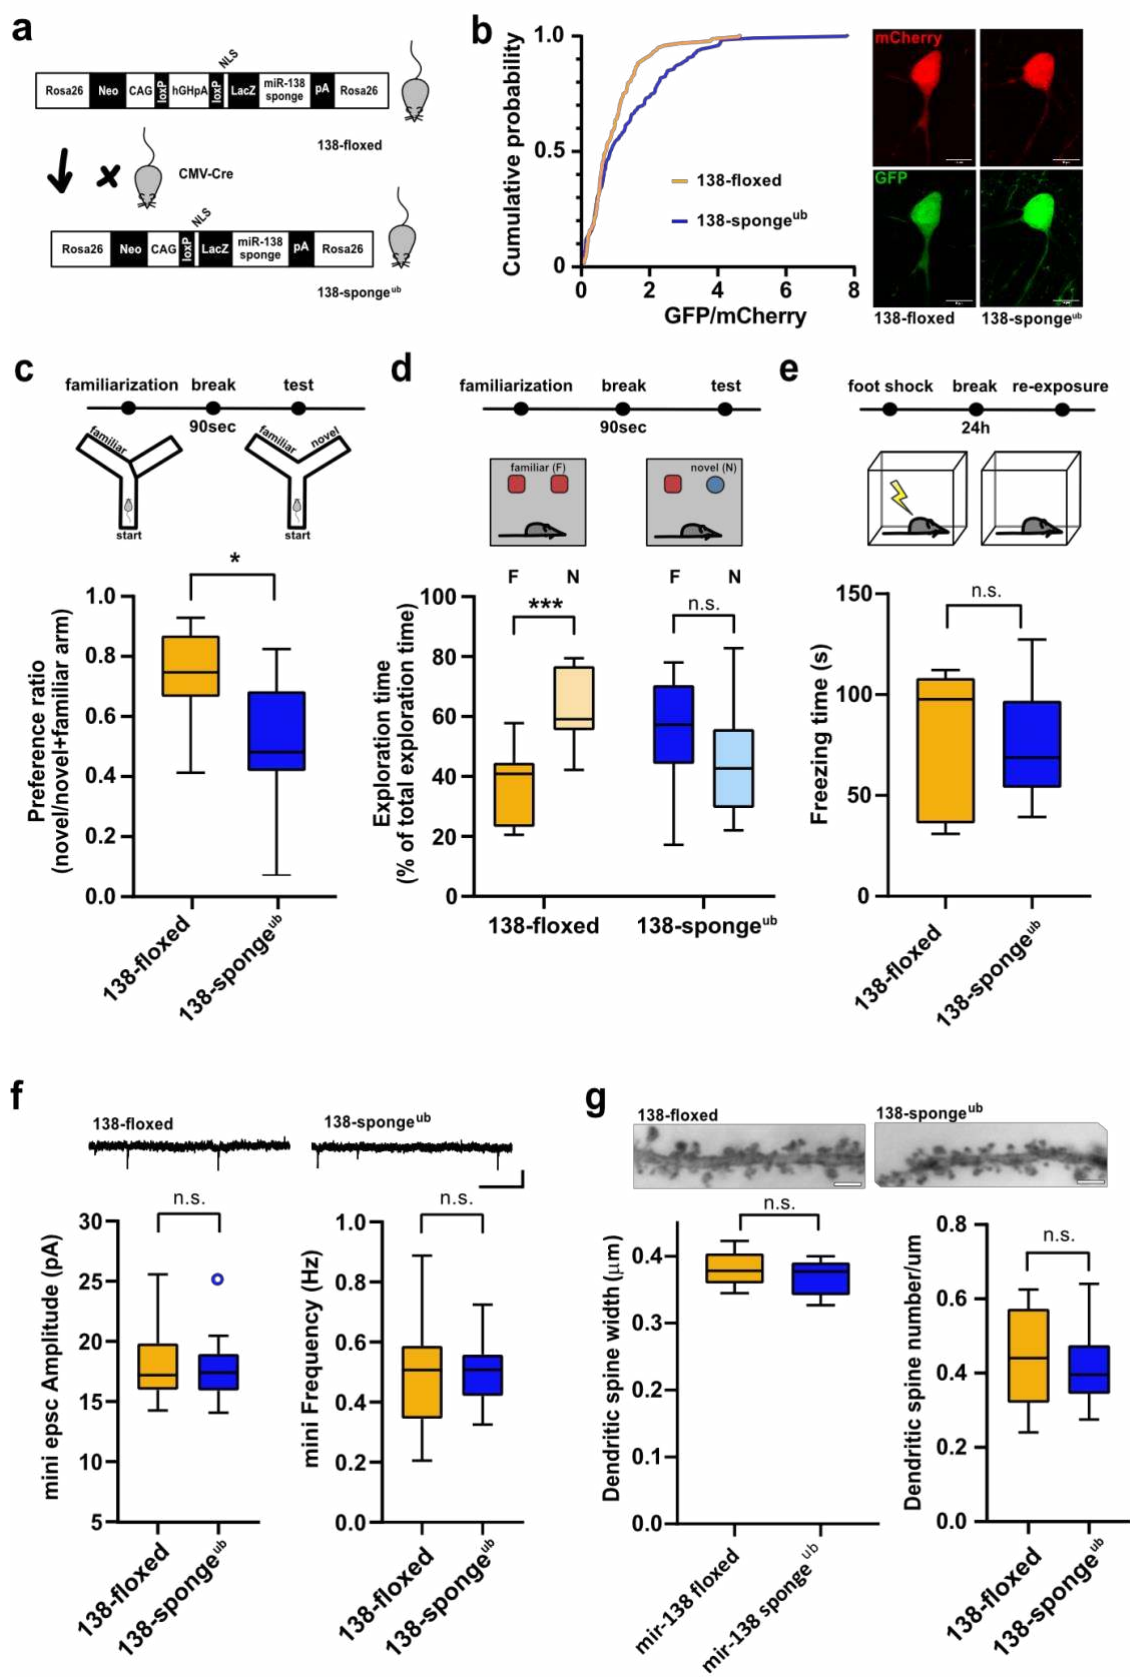 a
NLS
Rosa26 Neo CAG loxP hGHpA loxP LacZ miR-138 sponge pA Rosa26
138-floxed
CMV-Cre
NLS
Rosa26 Neo CAG loxP LacZ miR-138 sponge pA Rosa26
138-sponge^ub
b
Cumulative probability
1.0
0.5
0
0 2 4 6 8
GFP/mCherry
138-floxed
138-sponge^ub
mCherry
GFP
138-floxed 138-sponge^ub
c
familiarization break test
90sec
familiar
familiar novel
start start
*
Preference ratio
(novel/novel+familiar arm)
1.0
0.8
0.6
0.4
0.2
0.0
138-floxed
138-sponge^ub
d
familiarization break test
90sec
familiar (F)
novel (N)
F N F N
*** n.s.
Exploration time
(% of total exploration time)
100
80
60
40
20
0
138-floxed 138-sponge^ub
e
foot shock break re-exposure
24h
n.s.
Freezing time (s)
150
100
50
0
138-floxed
138-sponge^ub
f
138-floxed
138-sponge^ub
n.s.
mini epsc Amplitude (pA)
30
25
20
15
10
5
138-floxed
138-sponge^ub
n.s.
mini Frequency (Hz)
1.0
0.8
0.6
0.4
0.2
0.0
138-floxed
138-sponge^ub
g
138-floxed
138-sponge^ub
n.s.
Dendritic spine width (μm)
0.4
0.3
0.2
0.1
0.0
mir-138 floxed
mir-138 sponge ^ub
n.s.
Dendritic spine number/um
0.8
0.6
0.4
0.2
0.0
138-floxed
138-sponge^ub